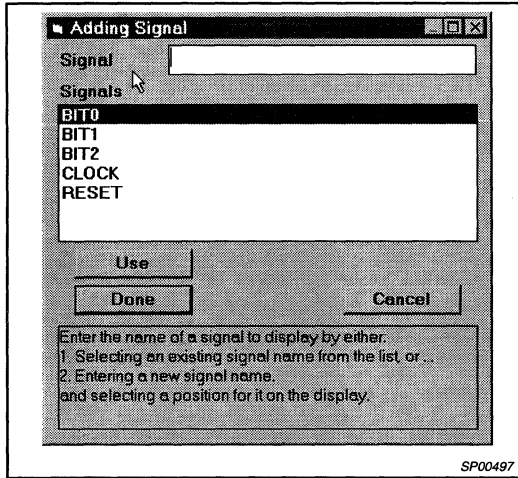 Adding Signal
Signal
Signals
BIT0
BIT1
BIT2
CLOCK
RESET
Use
Done Cancel
Enter the name of a signal to display by either:
1. Selecting an existing signal name from the list, or ...
2. Entering a new signal name.
and selecting a position for it on the display.
SP00497